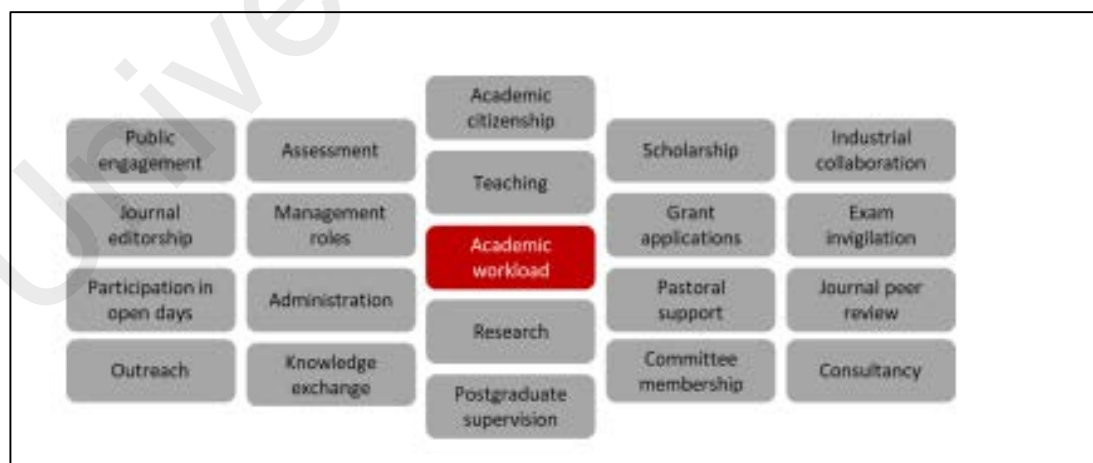 Public
engagement
Journal
editorship
Participation in
open days
Outreach
Assessment
Management
roles
Administration
Knowledge
exchange
Academic
citizenship
Teaching
Academic
workload
Research
Postgraduate
supervision
Scholarship
Grant
applications
Pastoral
support
Committee
membership
Industrial
collaboration
Exam
invigilation
Journal peer
review
Consultancy
Unive